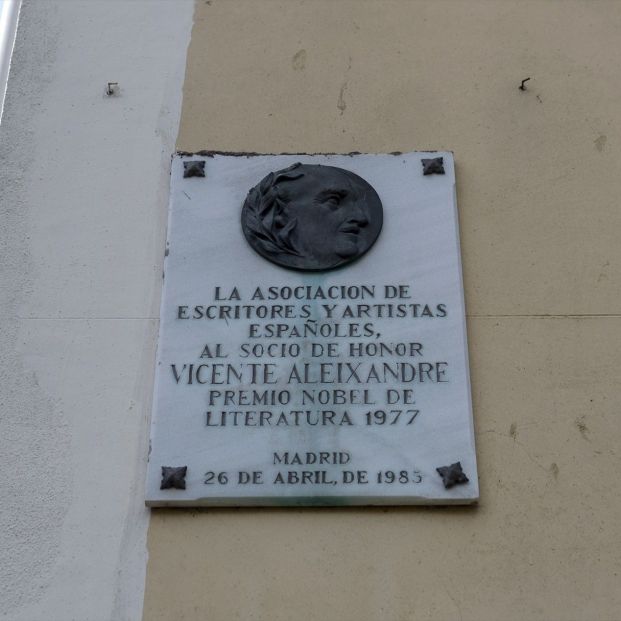 LA ASOCIACION DE
ESCRITORES Y ARTISTAS
ESPAÑOLES,
AL SOCIO DE HONOR
VICENTE ALEIXANDRE
PREMIO NOBEL DE
LITERATURA 1977
MADRID
26 DE ABRIL, DE 1985